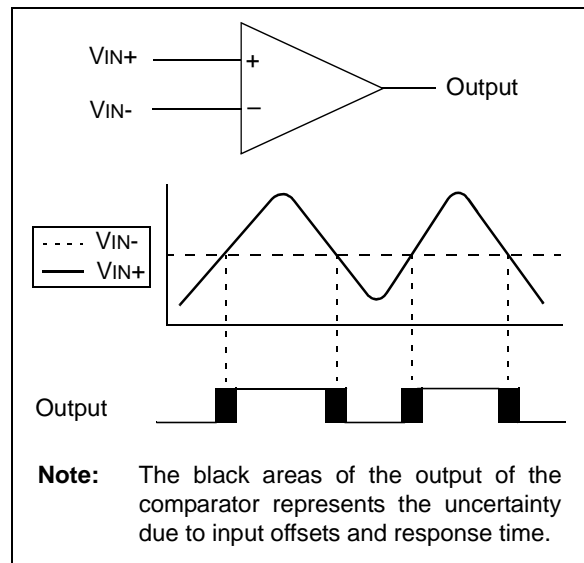 VIN+
+
Output
VIN-
–
VIN-
VIN+
Output
Note: The black areas of the output of the
comparator represents the uncertainty
due to input offsets and response time.